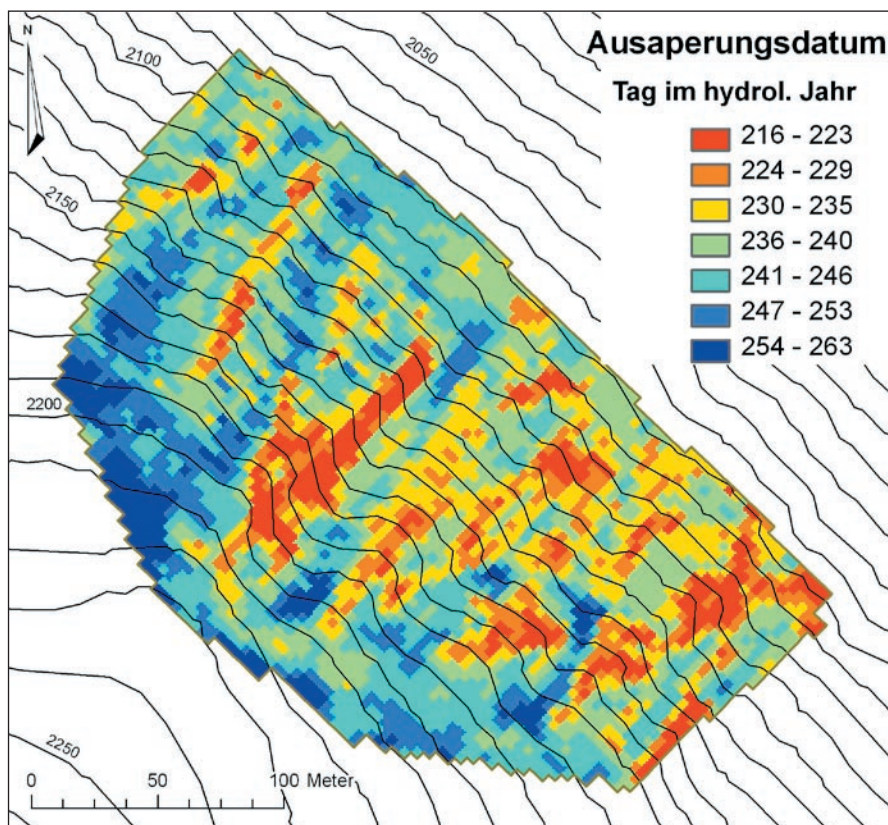 N
2100
2050
Ausaperungsdatum
Tag im hydrol. Jahr
216 - 223
224 - 229
230 - 235
236 - 240
241 - 246
247 - 253
254 - 263
2150
2200
2250
0 50 100 Meter